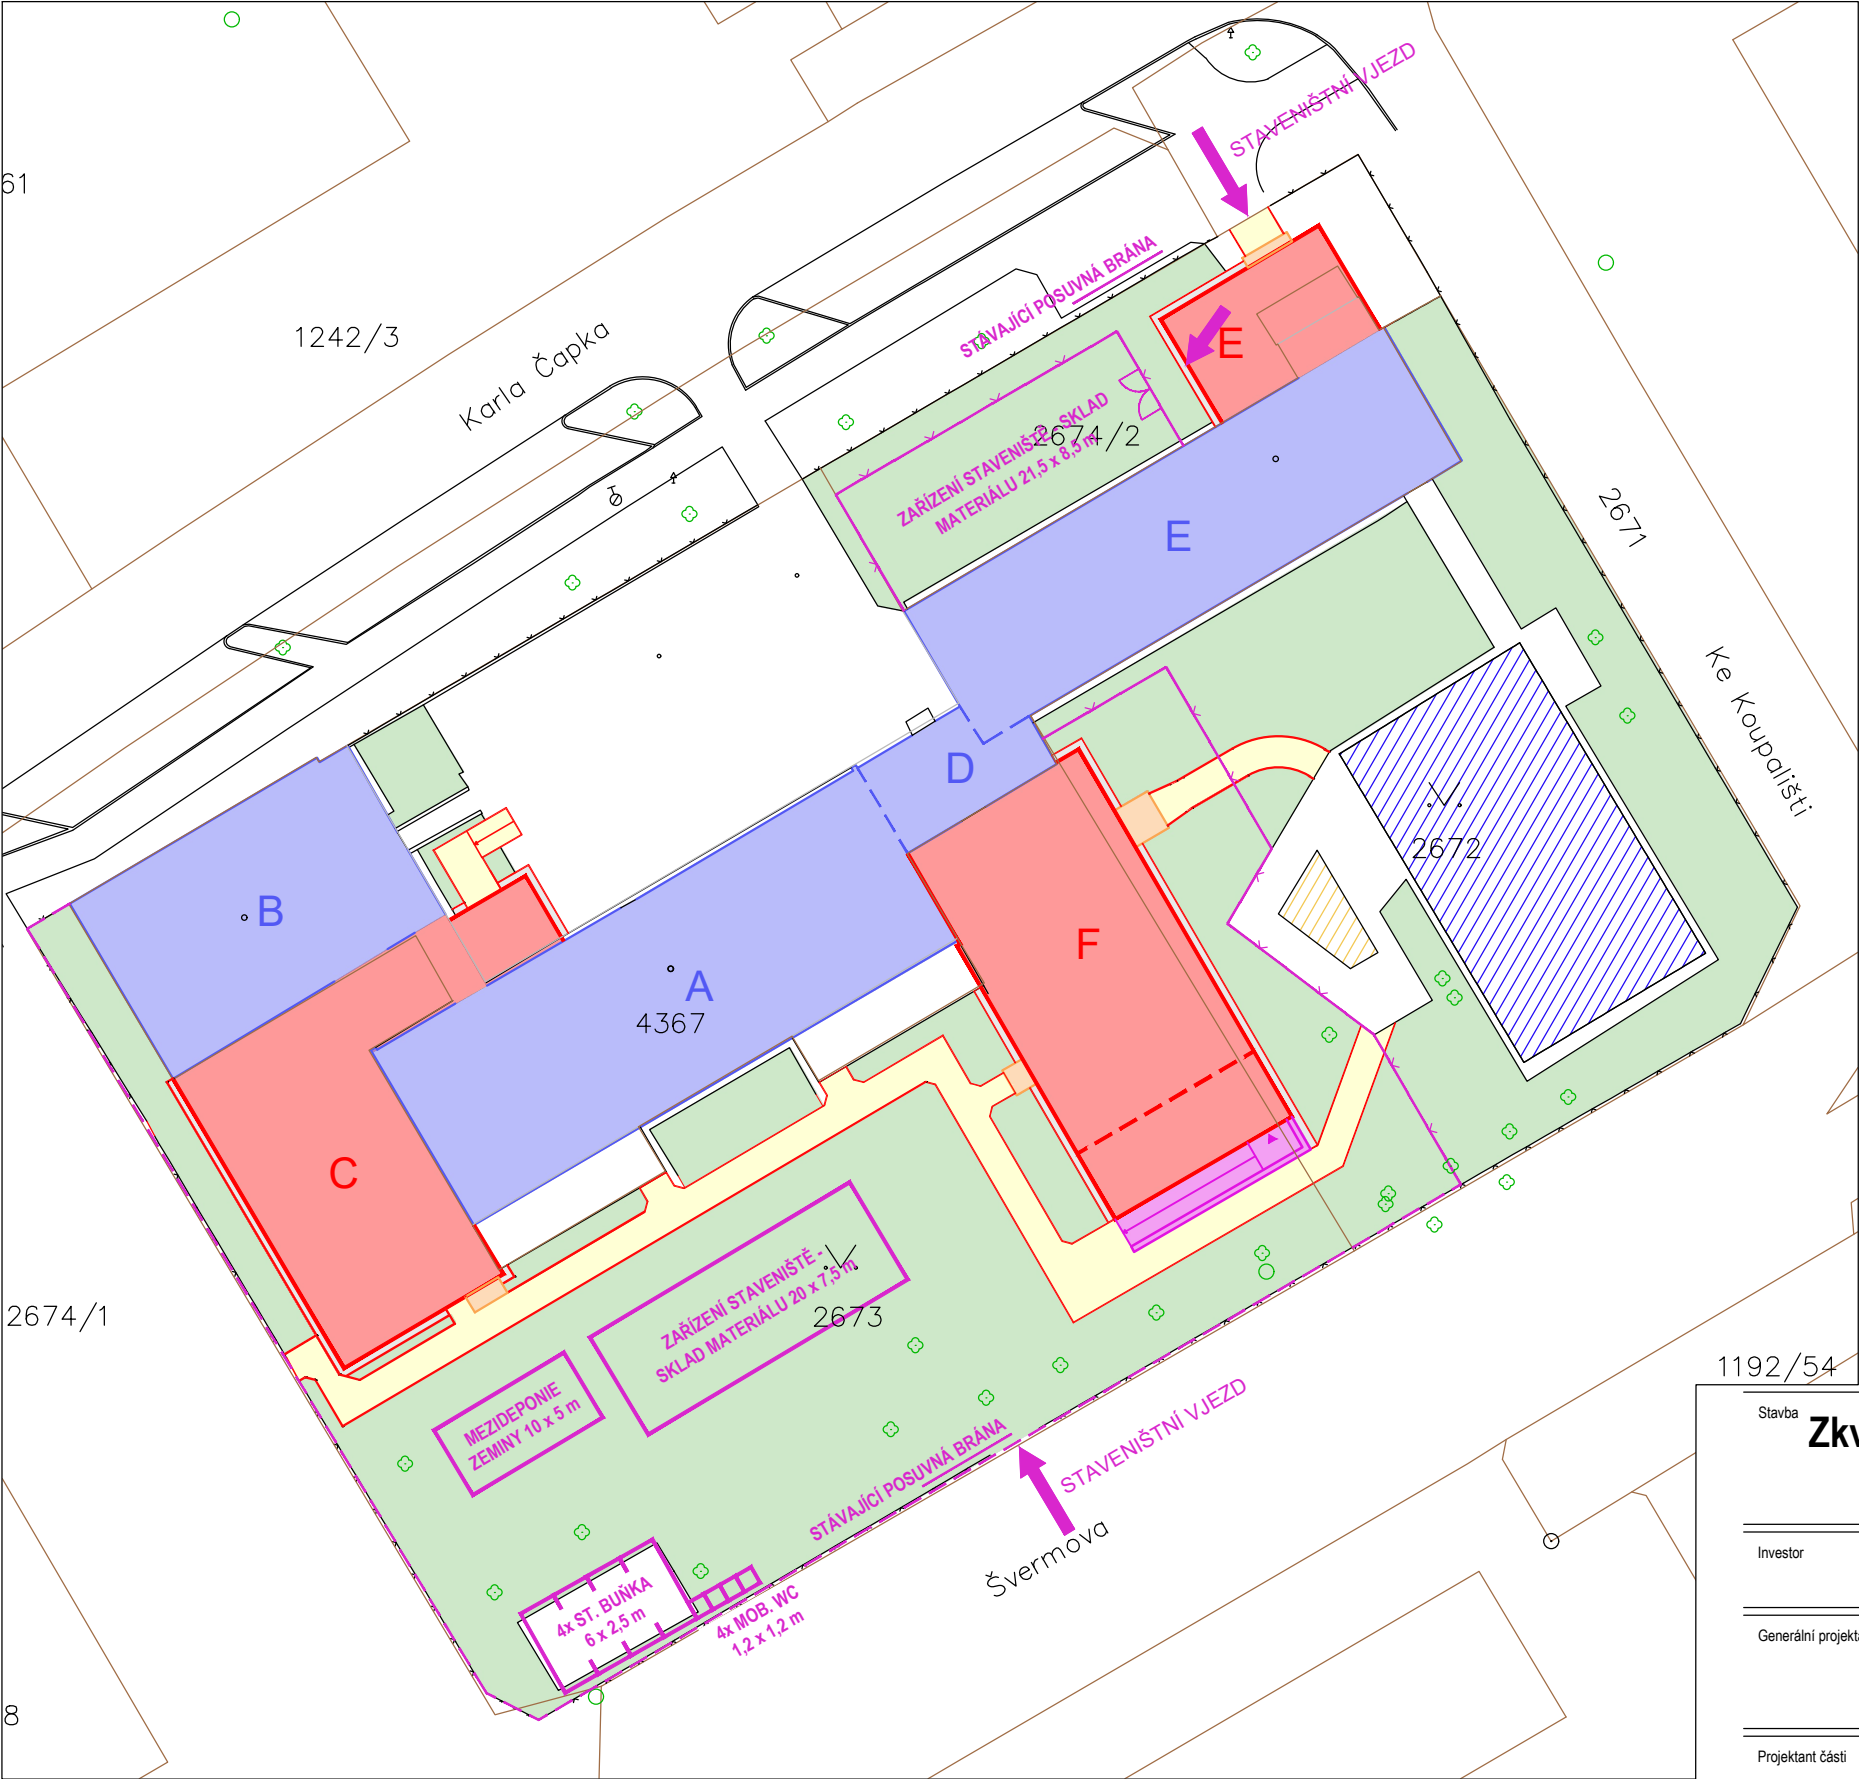 STAVENIŠTNÍ VJEZD
61
STÁVAJÍCÍ POSUVNÁ BRÁNA
1242/3
Karla Čapka
E
ZAŘÍZENÍ STAVENIŠTĚ - SKLAD
MATERIÁLU 21,5 x 8,5 m
2674/2
E
2671
Ke Koupališti
D
2672
B
A
4367
F
C
ZAŘÍZENÍ STAVENIŠTĚ -
SKLAD MATERIÁLU 20 x 7,5 m
2673
2674/1
MEZIDEPONIE
ZEMINY 10 x 5 m
1192/54
STÁVAJÍCÍ POSUVNÁ BRÁNA
STAVENIŠTNÍ VJEZD
Švermova
4x ST. BUŇKA
6 x 2,5 m
4x MOB. WC
1,2 x 1,2 m
8
Stavba
Zkv
Investor
Generální projekta
Projektant části